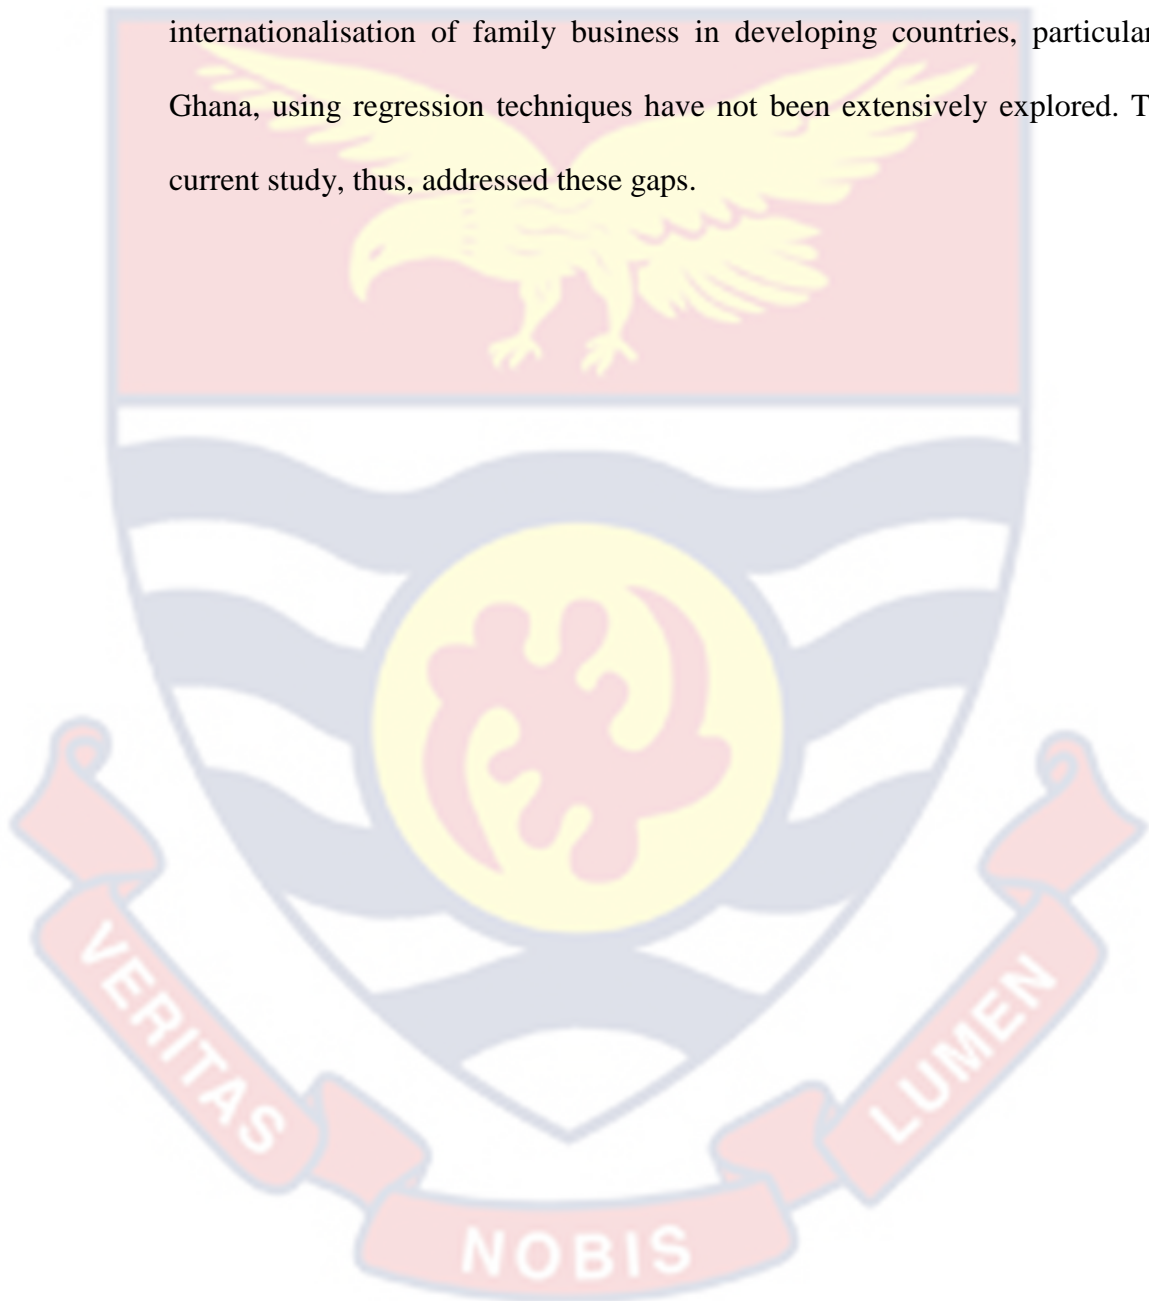 internationalisation of family business in developing countries, particular
Ghana, using regression techniques have not been extensively explored. T
current study, thus, addressed these gaps.
VERITAS
NOBIS
LUMEN